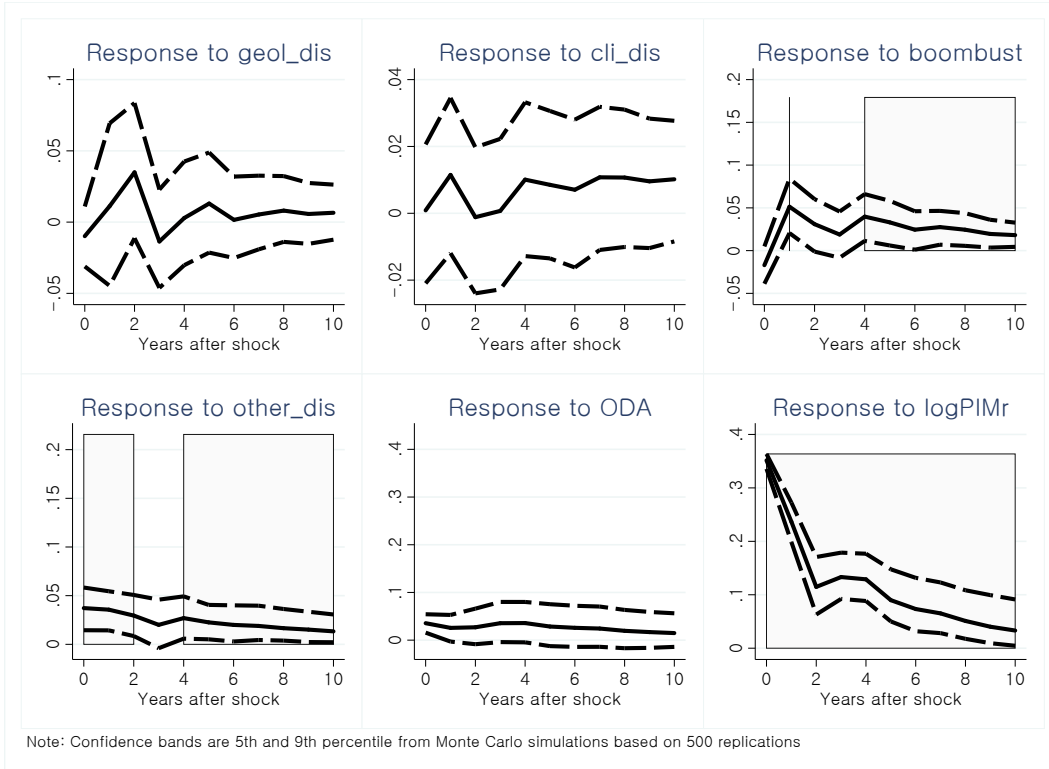 Response to geol_dis
Response to cli_dis
Response to boombust
.1
.05
0
-.05
0 2 4 6 8 10
Years after shock
.04
.02
0
-.02
0 2 4 6 8 10
Years after shock
.2
.15
.1
.05
0
-.05
0 2 4 6 8 10
Years after shock
Response to other_dis
Response to ODA
Response to logPIMr
.2
.15
.1
.05
0
0 2 4 6 8 10
Years after shock
.4
.3
.2
.1
0
0 2 4 6 8 10
Years after shock
.4
.3
.2
.1
0
0 2 4 6 8 10
Years after shock
Note: Confidence bands are 5th and 9th percentile from Monte Carlo simulations based on 500 replications